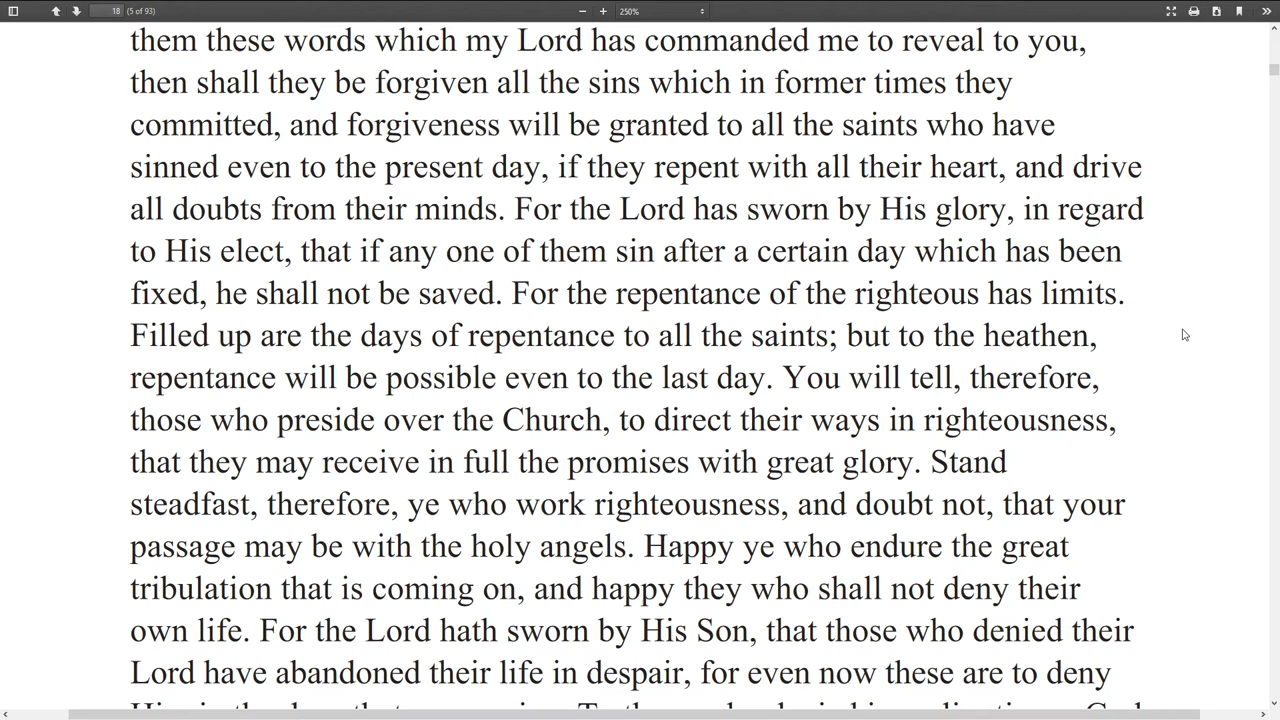 18 (5 of 93) 250%
them these words which my Lord has commanded me to reveal to you,
then shall they be forgiven all the sins which in former times they
committed, and forgiveness will be granted to all the saints who have
sinned even to the present day, if they repent with all their heart, and drive
all doubts from their minds. For the Lord has sworn by His glory, in regard
to His elect, that if any one of them sin after a certain day which has been
fixed, he shall not be saved. For the repentance of the righteous has limits.
Filled up are the days of repentance to all the saints; but to the heathen,
repentance will be possible even to the last day. You will tell, therefore,
those who preside over the Church, to direct their ways in righteousness,
that they may receive in full the promises with great glory. Stand
steadfast, therefore, ye who work righteousness, and doubt not, that your
passage may be with the holy angels. Happy ye who endure the great
tribulation that is coming on, and happy they who shall not deny their
own life. For the Lord hath sworn by His Son, that those who denied their
Lord have abandoned their life in despair, for even now these are to deny